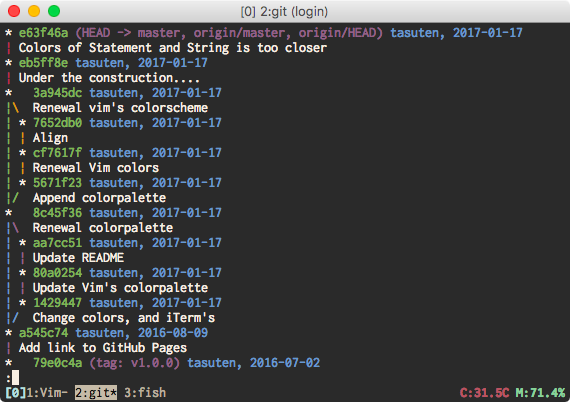 [0] 2:git (login)
* e63f46a (HEAD -> master, origin/master, origin/HEAD) tasuten, 2017-01-17
| Colors of Statement and String is too closer
* eb5ff8e tasuten, 2017-01-17
| Under the construction....
*   3a945dc tasuten, 2017-01-17
|\  Renewal vim's colorscheme
| * 7652db0 tasuten, 2017-01-17
| | Align
| * cf7617f tasuten, 2017-01-17
| | Renewal Vim colors
| * 5671f23 tasuten, 2017-01-17
|/  Append colorpalette
*   8c45f36 tasuten, 2017-01-17
|\  Renewal colorpalette
| * aa7cc51 tasuten, 2017-01-17
| | Update README
| * 80a0254 tasuten, 2017-01-17
| | Update Vim's colorpalette
| * 1429447 tasuten, 2017-01-17
|/  Change colors, and iTerm's
* a545c74 tasuten, 2016-08-09
| Add link to GitHub Pages
*   79e0c4a (tag: v1.0.0) tasuten, 2016-07-02
:
[0]1:Vim- 2:git* 3:fish C:31.5C M:71.4%